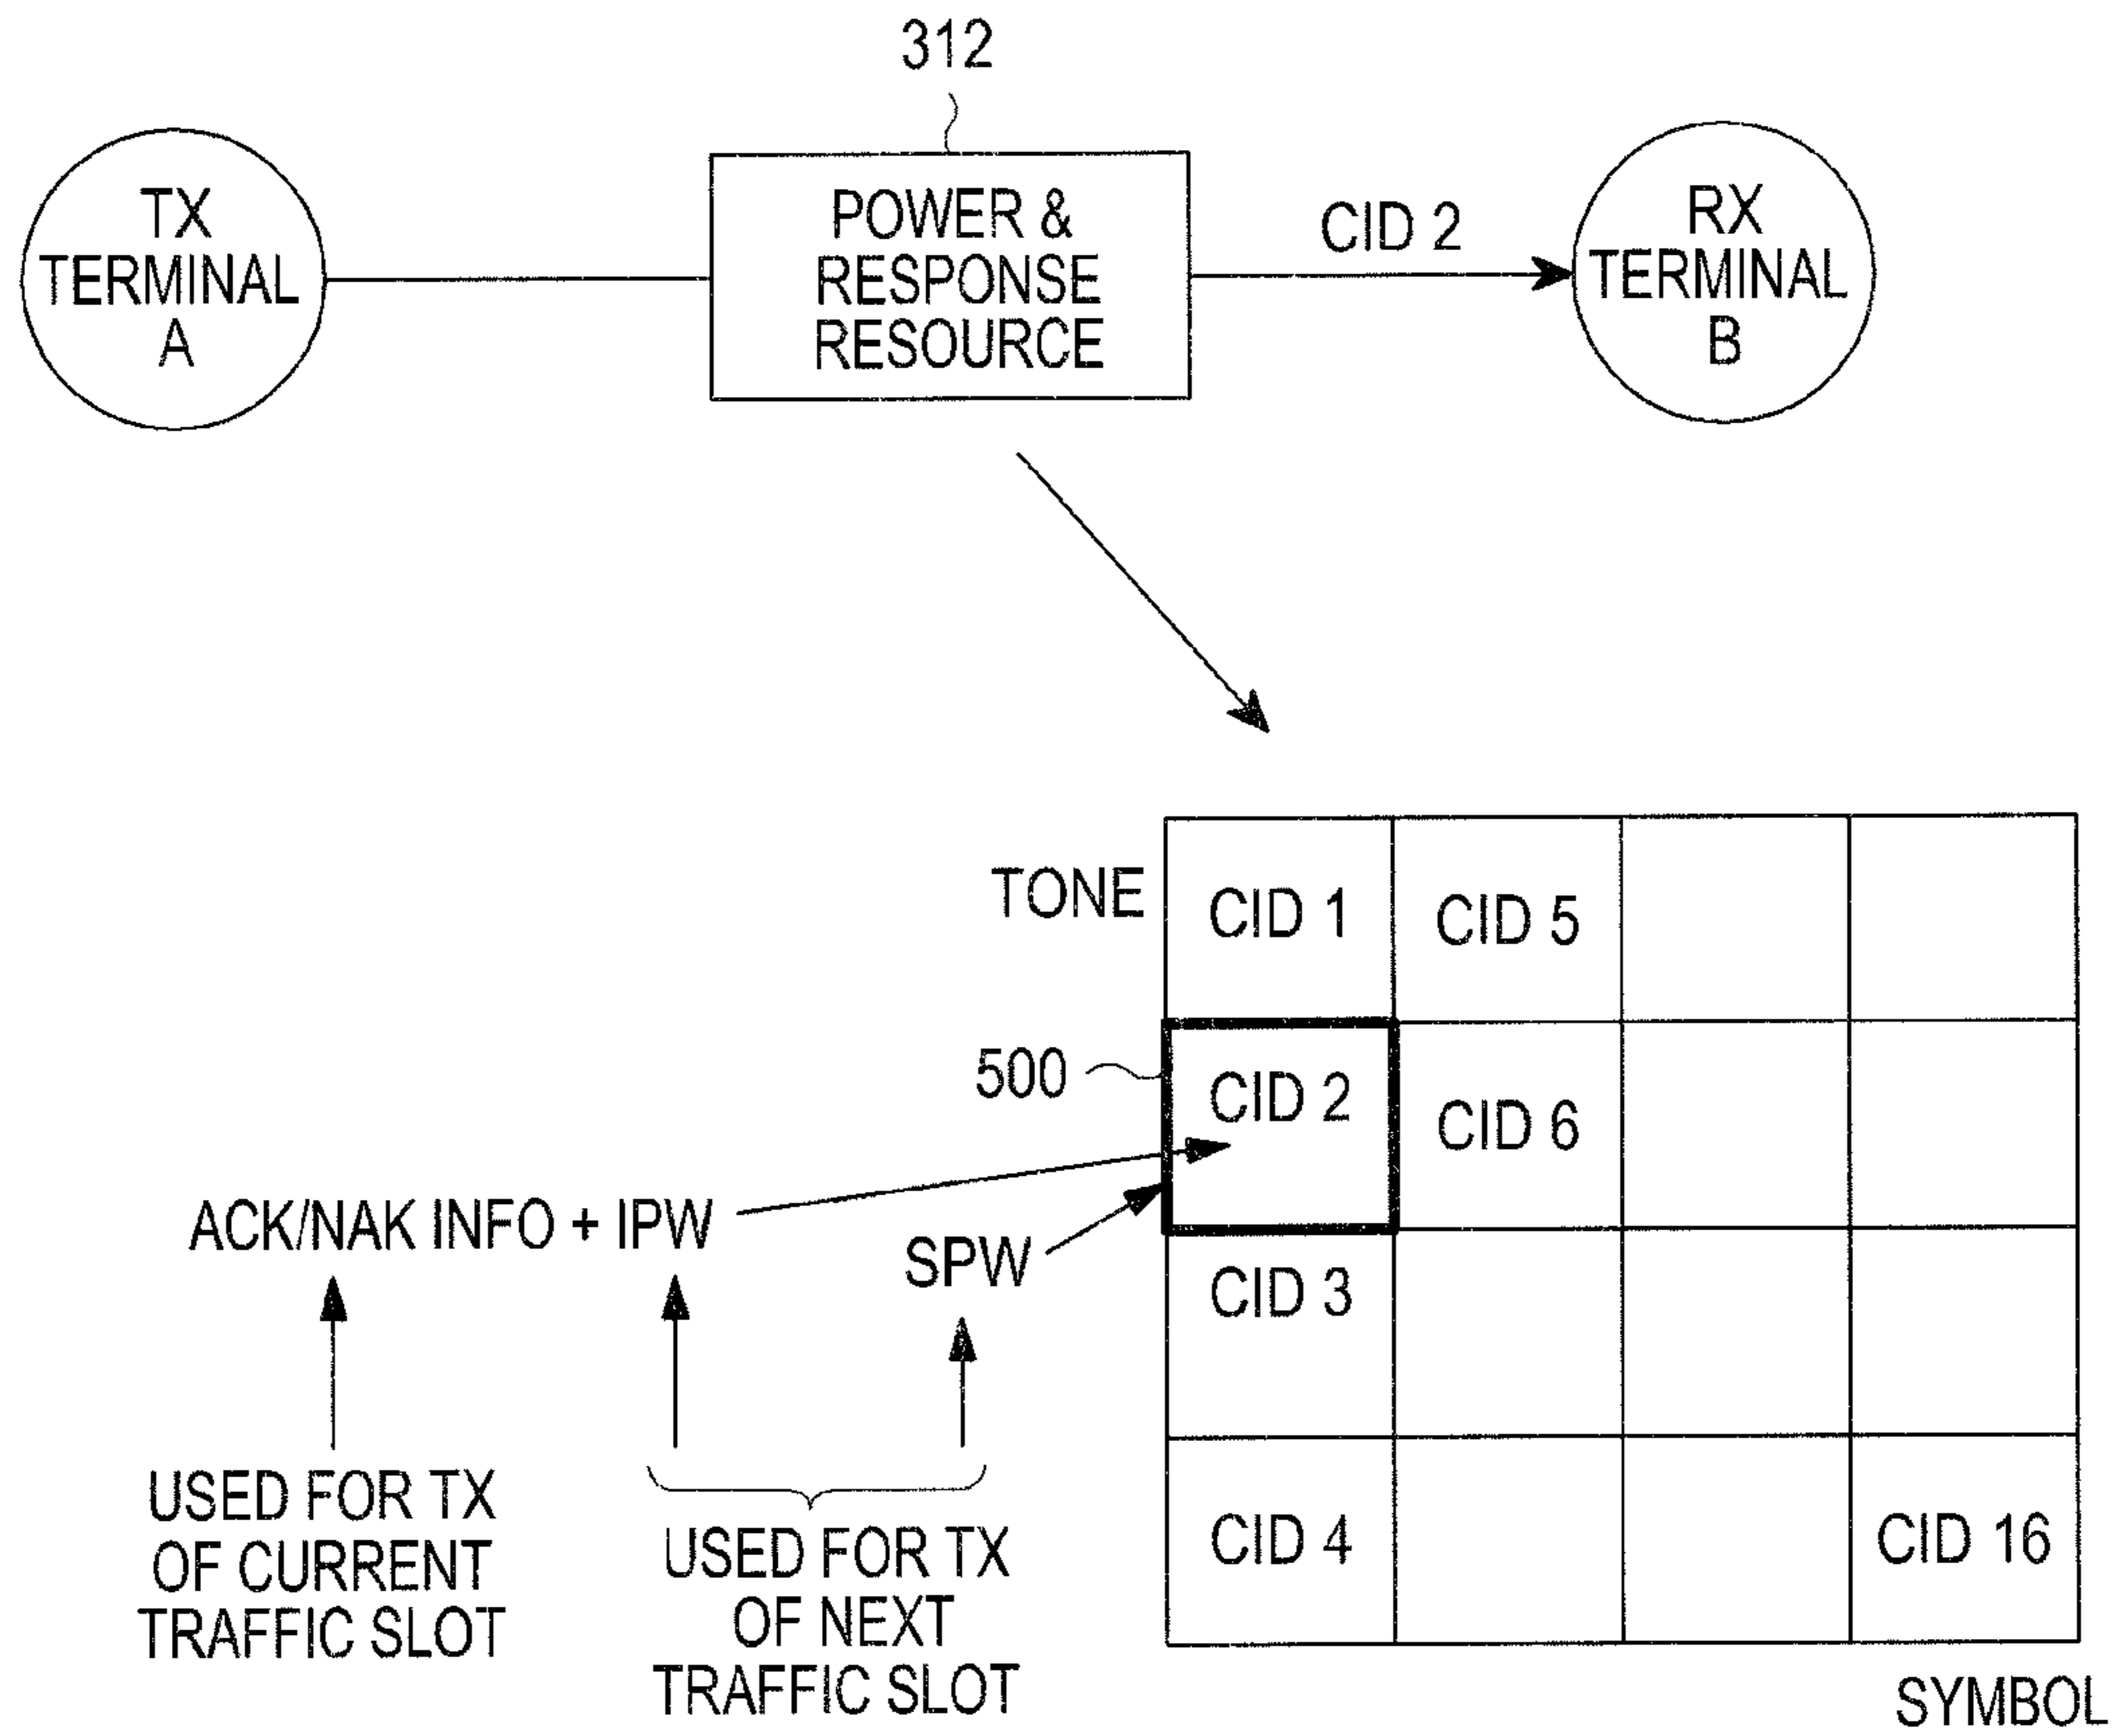 312
TX
TERMINAL
A
POWER &
RESPONSE
RESOURCE
CID 2
RX
TERMINAL
B
TONE
CID 1
CID 5
500
CID 2
CID 6
ACK/NAK INFO + IPW
SPW
CID 3
USED FOR TX
OF CURRENT
TRAFFIC SLOT
USED FOR TX
OF NEXT
TRAFFIC SLOT
CID 4
CID 16
SYMBOL